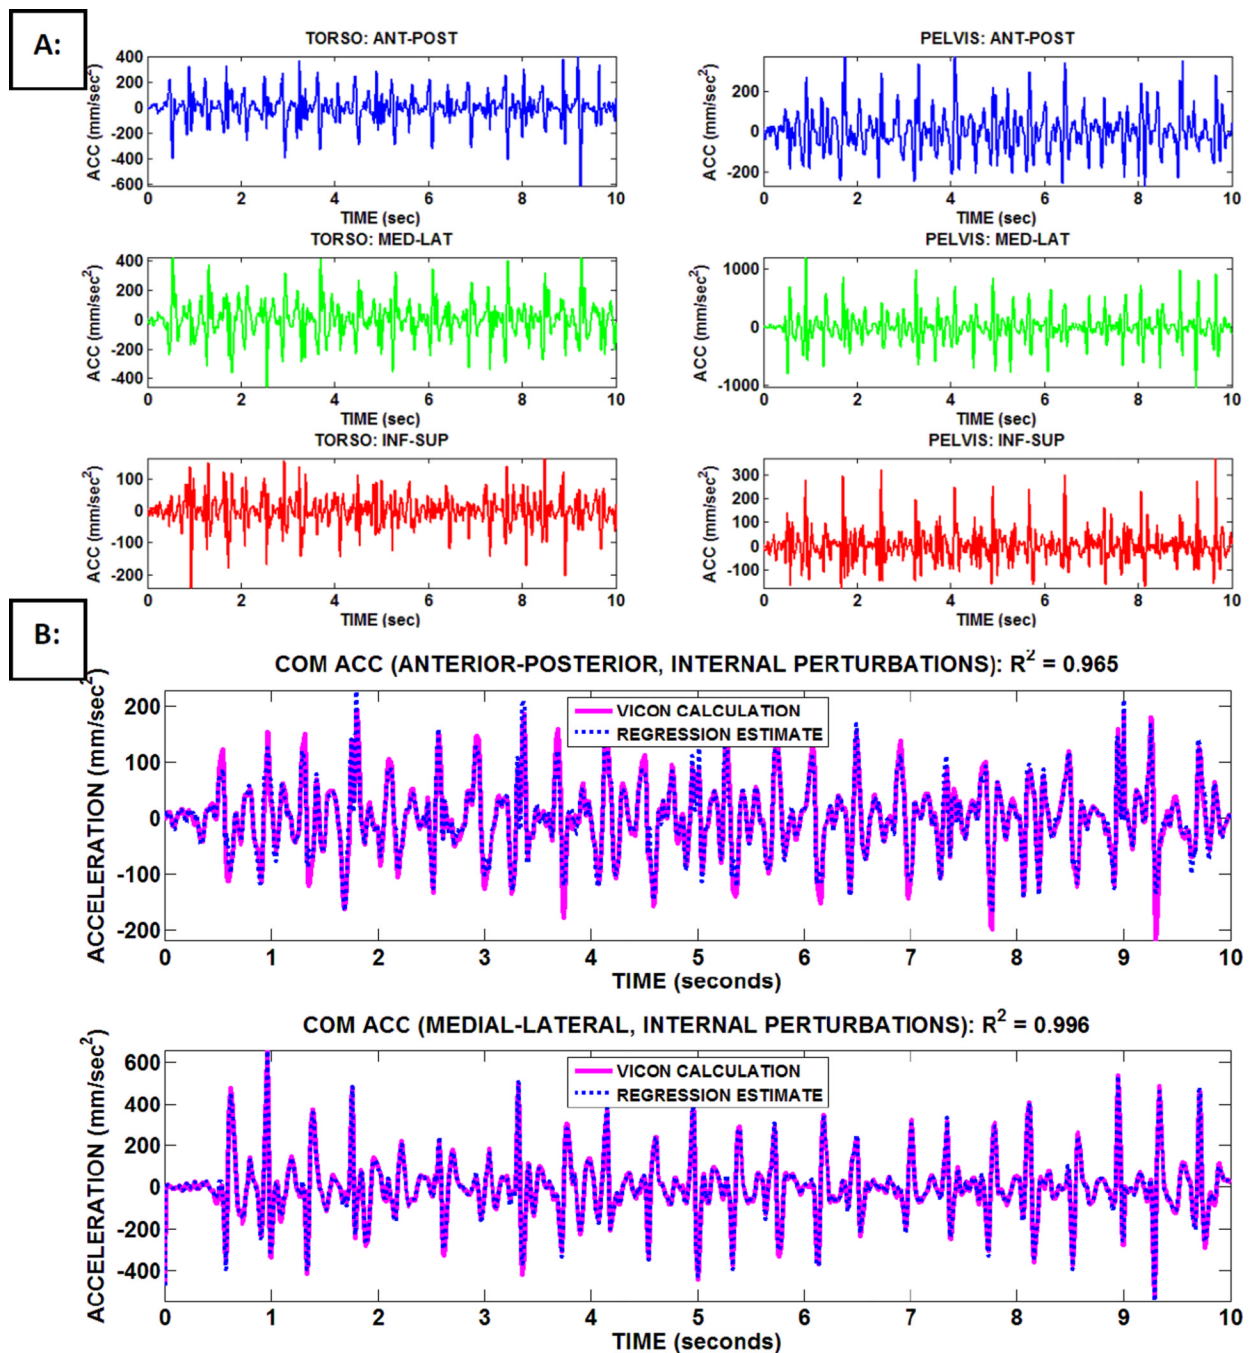 A:
TORSO: ANT-POST
ACC (mm/sec²)
400
200
0
-200
-400
-600
0 2 4 6 8 10
TIME (sec)
PELVIS: ANT-POST
ACC (mm/sec²)
200
0
-200
0 2 4 6 8 10
TIME (sec)
TORSO: MED-LAT
ACC (mm/sec²)
400
200
0
-200
-400
0 2 4 6 8 10
TIME (sec)
PELVIS: MED-LAT
ACC (mm/sec²)
1000
0
-1000
0 2 4 6 8 10
TIME (sec)
TORSO: INF-SUP
ACC (mm/sec²)
100
0
-100
-200
0 2 4 6 8 10
TIME (sec)
PELVIS: INF-SUP
ACC (mm/sec²)
300
200
100
0
-100
0 2 4 6 8 10
TIME (sec)
B:
COM ACC (ANTERIOR-POSTERIOR, INTERNAL PERTURBATIONS): R² = 0.965
ACCELERATION (mm/sec²)
200
100
0
-100
-200
VICON CALCULATION
REGRESSION ESTIMATE
0 1 2 3 4 5 6 7 8 9 10
TIME (seconds)
COM ACC (MEDIAL-LATERAL, INTERNAL PERTURBATIONS): R² = 0.996
ACCELERATION (mm/sec²)
600
400
200
0
-200
-400
VICON CALCULATION
REGRESSION ESTIMATE
0 1 2 3 4 5 6 7 8 9 10
TIME (seconds)